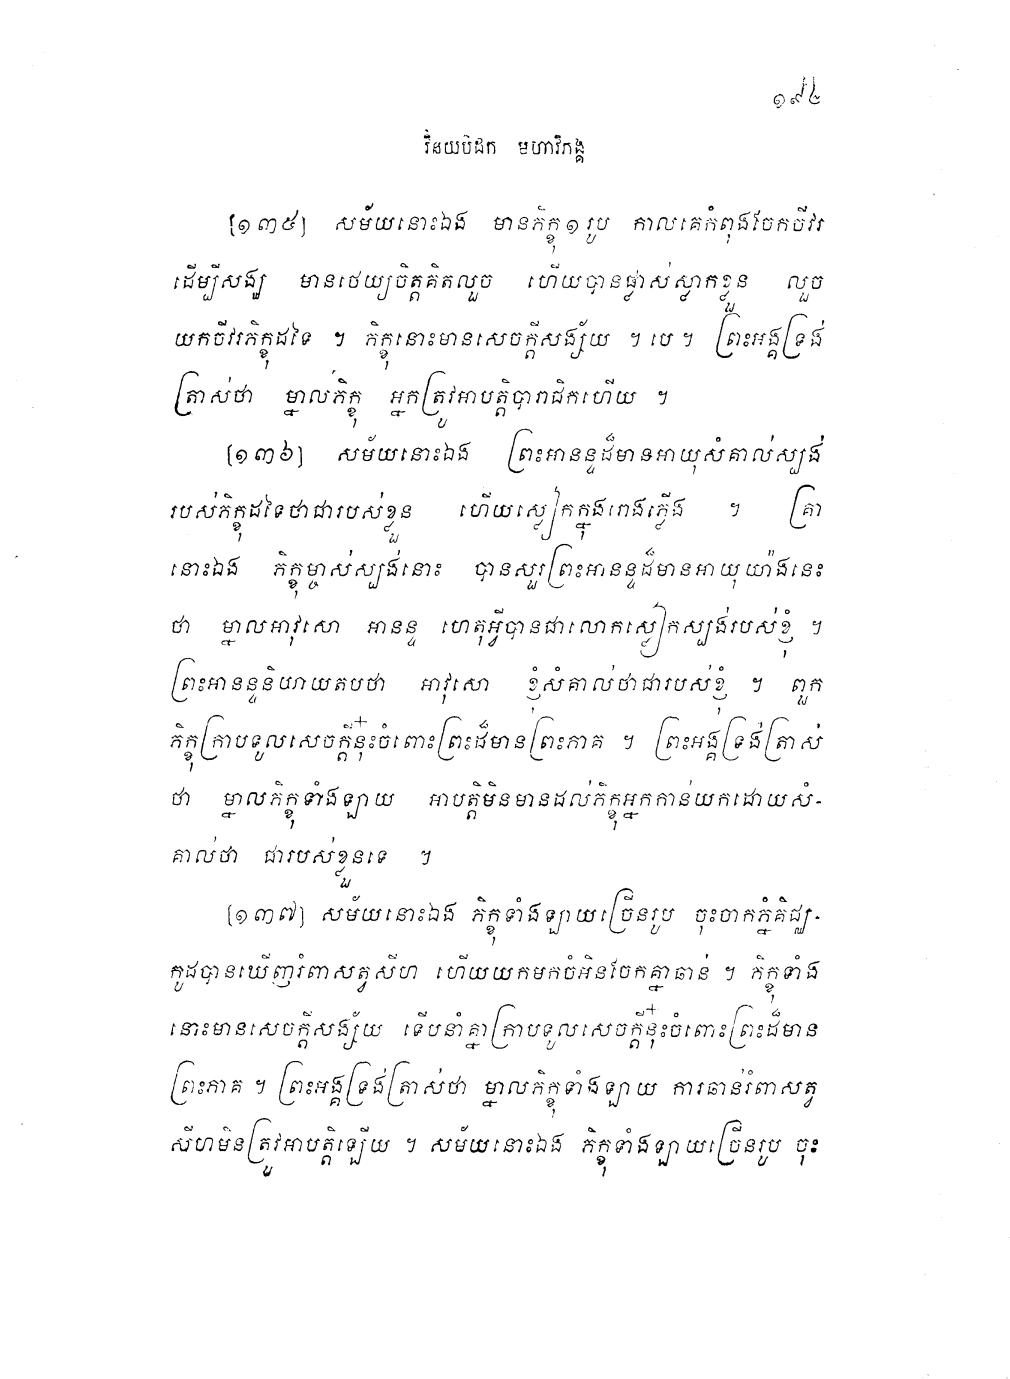 ១៩៤
វិនយបិដក មហាវិភង្គ
[១៣៥] សម័យនោះឯង មានភិក្ខុ១រូប កាលគេកំពុងចែកចីវរ
ដើម្បីសង្ឃ មានថេយ្យចិត្តគិតលួច ហើយបានផ្លាស់ស្លាកខ្លួន លួច
យកចីវរភិក្ខុដទៃ ។ ភិក្ខុនោះមានសេចក្តីសង្ស័យ ។ បេ ។ ព្រះអង្គទ្រង់
ត្រាស់ថា ម្នាលភិក្ខុ អ្នកត្រូវអាបត្តិបារាជិកហើយ ។
[១៣៦] សម័យនោះឯង ព្រះអានន្ទដ៏មានអាយុសំគាល់ស្បង់
របស់ភិក្ខុដទៃថាជារបស់ខ្លួន ហើយស្លៀកក្នុងរោងភ្លើង ។ គ្រា
នោះឯង ភិក្ខុម្ចាស់ស្បង់នោះ បានសួរព្រះអានន្ទដ៏មានអាយុយ៉ាងនេះ
ថា ម្នាលអាវុសោ អានន្ទ ហេតុអ្វីបានជាលោកស្លៀកស្បង់របស់ខ្ញុំ ។
ព្រះអានន្ទនិយាយតបថា អាវុសោ ខ្ញុំសំគាល់ថាជារបស់ខ្ញុំ ។ ពួក
ភិក្ខុក្រាបទូលសេចក្តីនុ៎ះចំពោះព្រះដ៏មានព្រះភាគ ។ ព្រះអង្គទ្រង់ត្រាស់
ថា ម្នាលភិក្ខុទាំងឡាយ អាបត្តិមិនមានដល់ភិក្ខុអ្នកកាន់យកដោយសំ-
គាល់ថា ជារបស់ខ្លួនទេ ។
[១៣៧] សម័យនោះឯង ភិក្ខុទាំងឡាយច្រើនរូប ចុះចាកភ្នំគិជ្ឈ-
កូដបានឃើញរំពាសត្វសីហ ហើយយកមកចំអិនចែកគ្នាឆាន់ ។ ភិក្ខុទាំង
នោះមានសេចក្តីសង្ស័យ ទើបនាំគ្នាក្រាបទូលសេចក្តីនុ៎ះចំពោះព្រះដ៏មាន
ព្រះភាគ ។ ព្រះអង្គទ្រង់ត្រាស់ថា ម្នាលភិក្ខុទាំងឡាយ ការឆាន់រំពាសត្វ
សីហមិនត្រូវអាបត្តិឡើយ ។ សម័យនោះឯង ភិក្ខុទាំងឡាយច្រើនរូប ចុះ